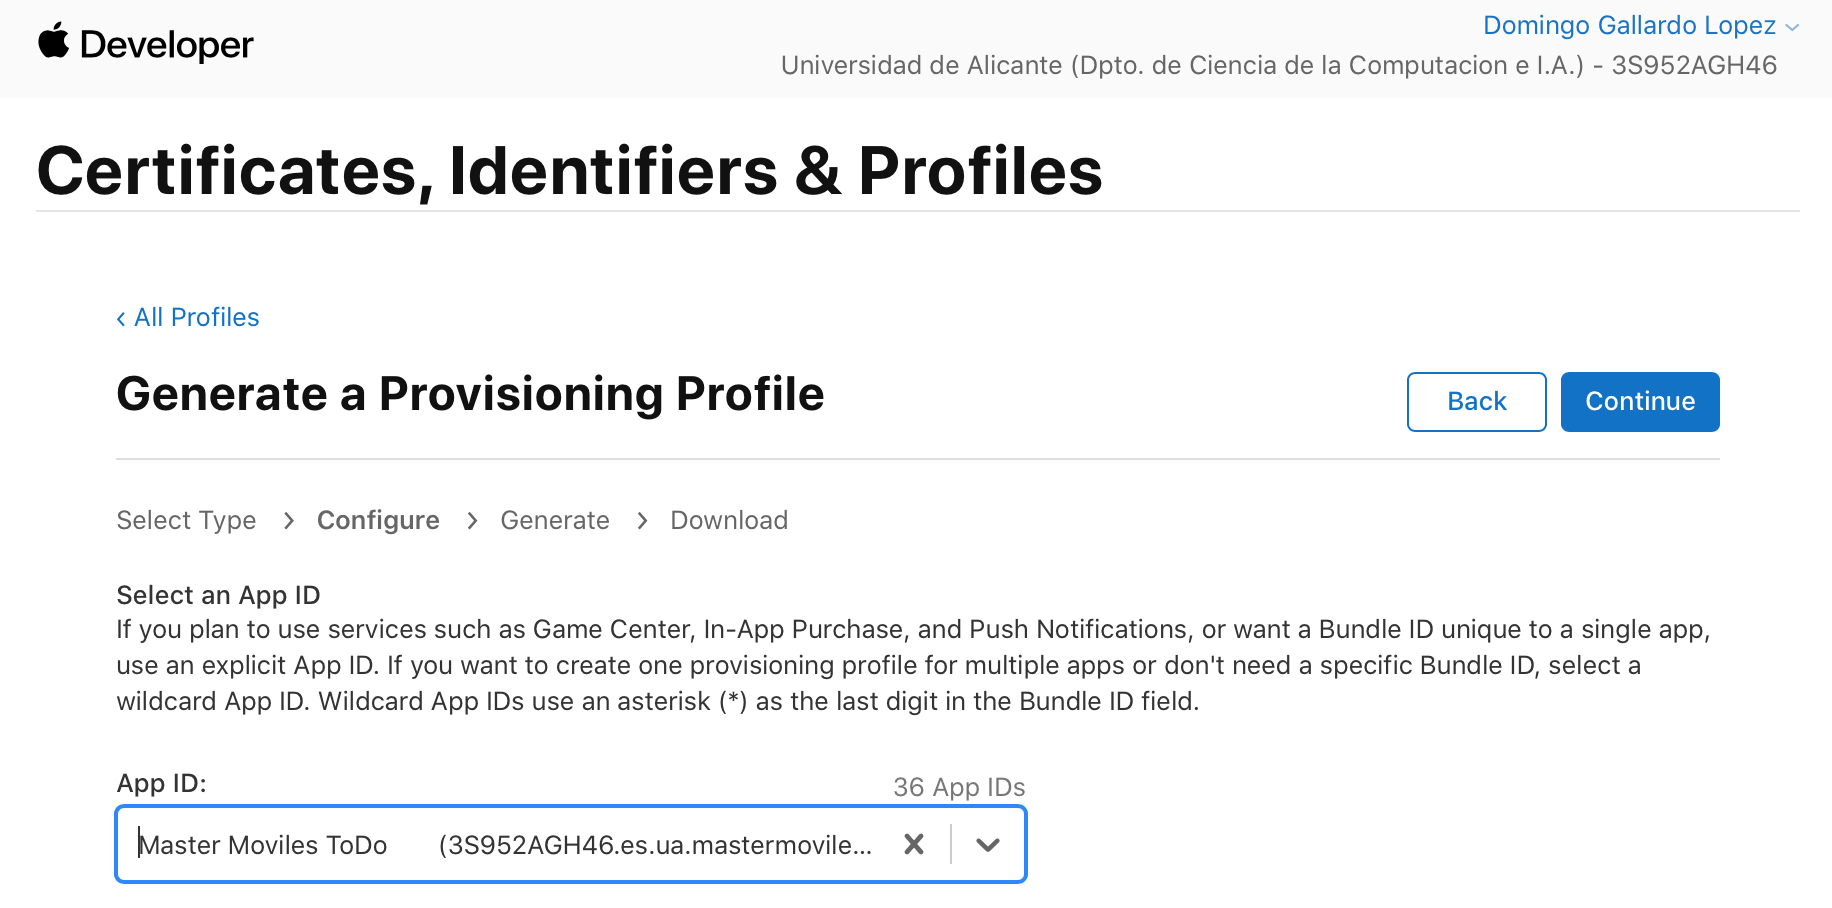 Developer
Domingo Gallardo Lopez
Universidad de Alicante (Dpto. de Ciencia de la Computacion e I.A.) - 3S952AGH46
Certificates, Identifiers & Profiles
‹ All Profiles
Generate a Provisioning Profile
Back
Continue
Select Type > Configure > Generate > Download
Select an App ID
If you plan to use services such as Game Center, In-App Purchase, and Push Notifications, or want a Bundle ID unique to a single app,
use an explicit App ID. If you want to create one provisioning profile for multiple apps or don't need a specific Bundle ID, select a
wildcard App ID. Wildcard App IDs use an asterisk (*) as the last digit in the Bundle ID field.
App ID:
36 App IDs
Master Moviles ToDo (3S952AGH46.es.ua.mastermovile...